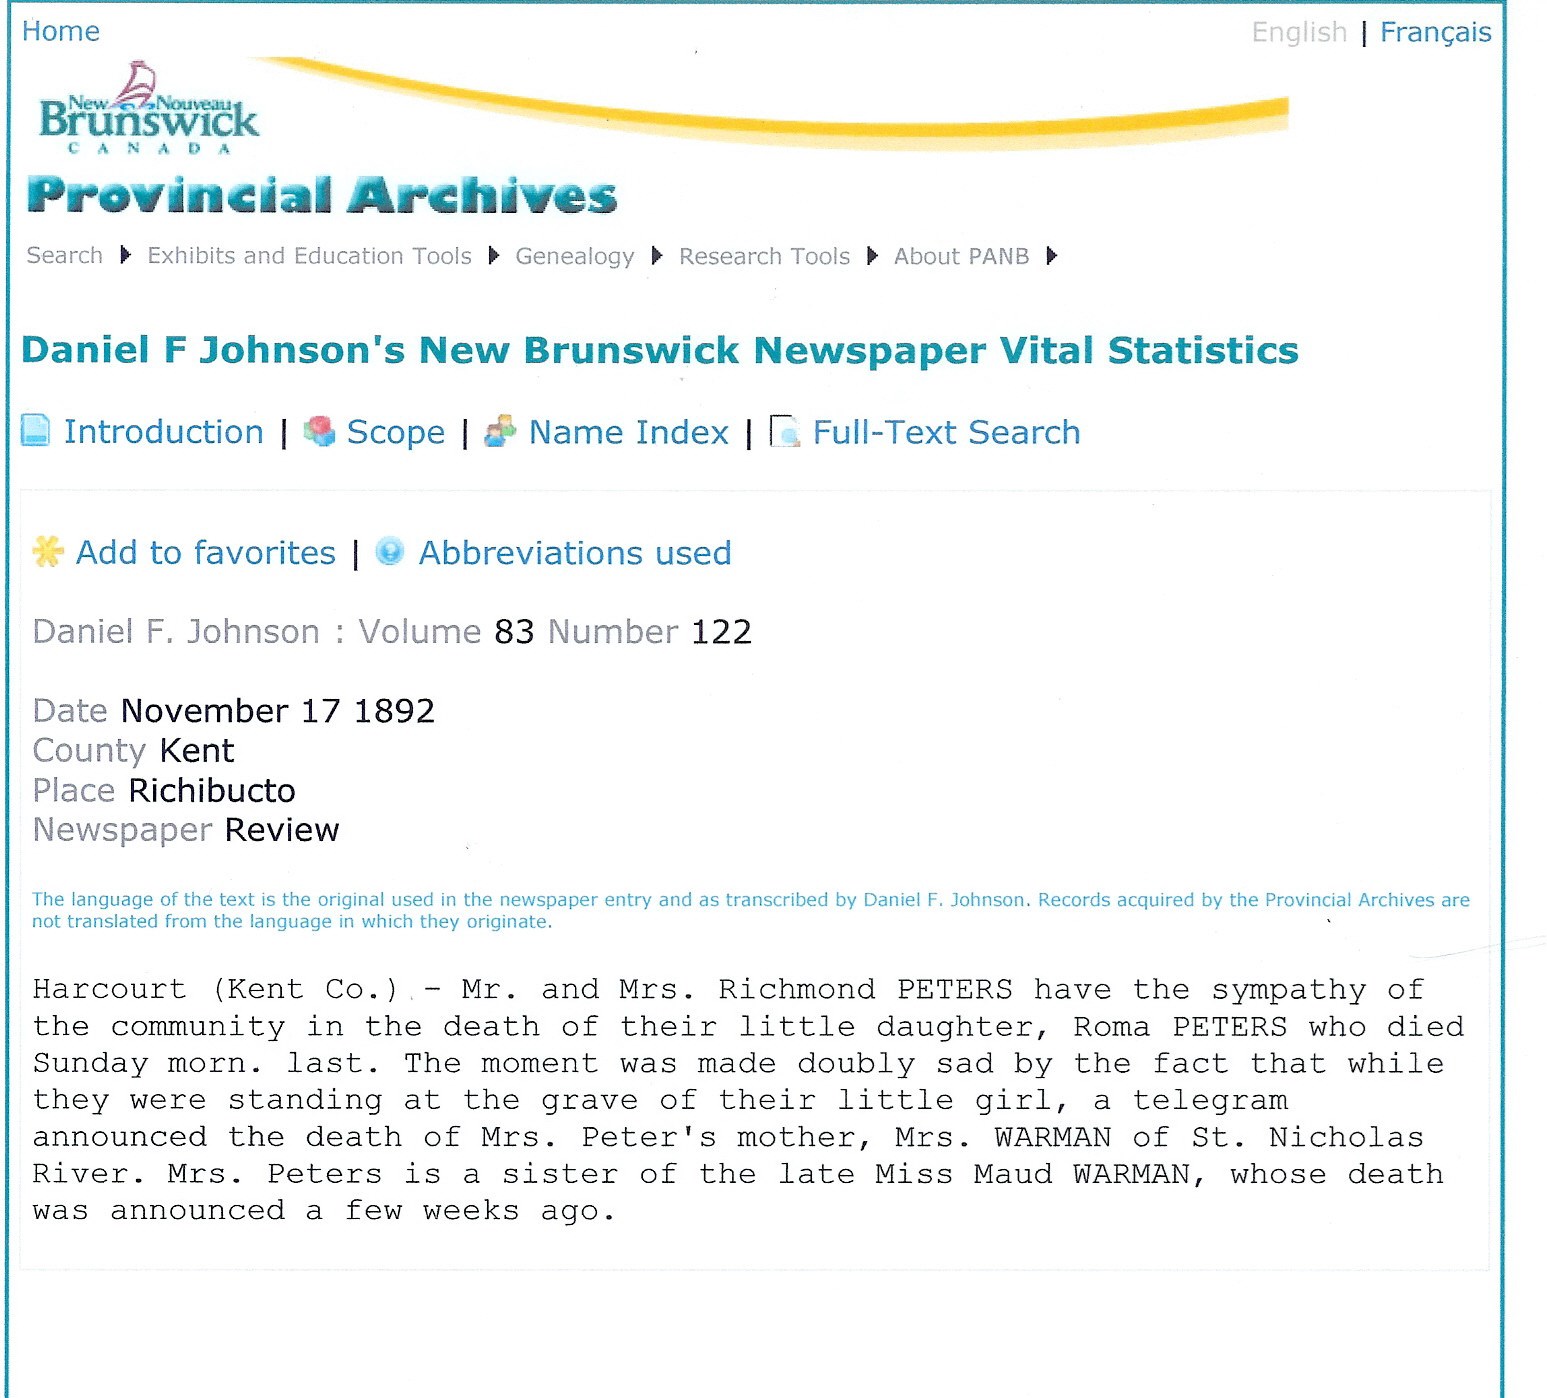 Home
English | Français
New Nouveau
Brunswick
CANADA
Provincial Archives
Search Exhibits and Education Tools Genealogy Research Tools About PANB
Daniel F Johnson's New Brunswick Newspaper Vital Statistics
Introduction | Scope | Name Index | Full-Text Search
Add to favorites | Abbreviations used
Daniel F. Johnson : Volume 83 Number 122
Date November 17 1892
County Kent
Place Richibucto
Newspaper Review
The language of the text is the original used in the newspaper entry and as transcribed by Daniel F. Johnson. Records acquired by the Provincial Archives are
not translated from the language in which they originate.
Harcourt (Kent Co.) - Mr. and Mrs. Richmond PETERS have the sympathy of
the community in the death of their little daughter, Roma PETERS who died
Sunday morn. last. The moment was made doubly sad by the fact that while
they were standing at the grave of their little girl, a telegram
announced the death of Mrs. Peter's mother, Mrs. WARMAN of St. Nicholas
River. Mrs. Peters is a sister of the late Miss Maud WARMAN, whose death
was announced a few weeks ago.